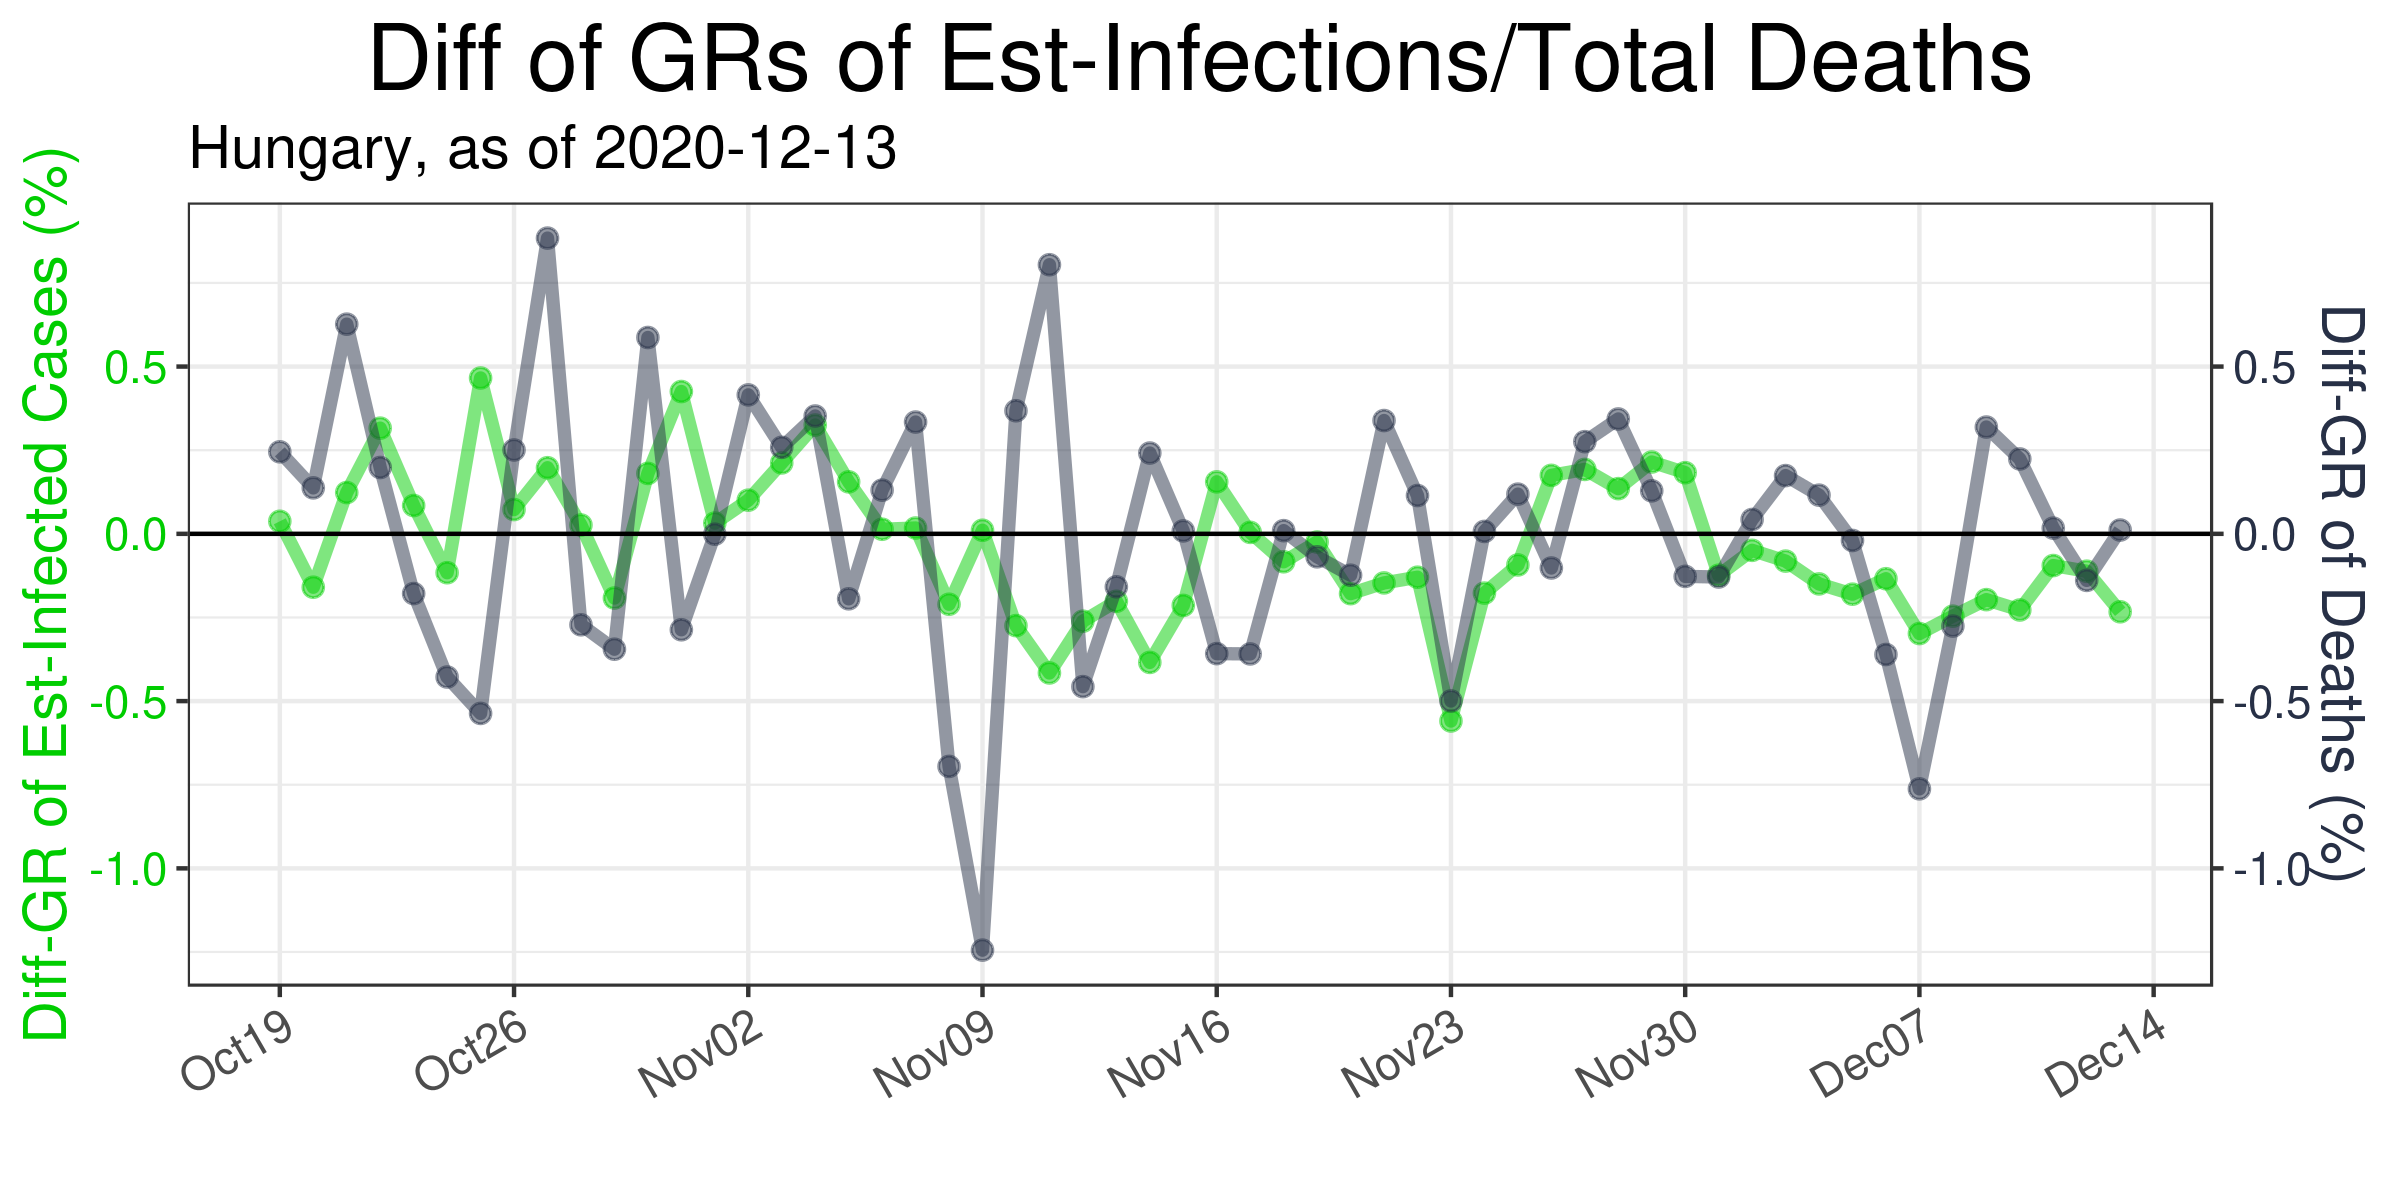 Diff of GRs of Est-Infections/Total Deaths
Hungary, as of 2020-12-13
Diff-GR of Est-Infected Cases (%)
0.5
0.0
-0.5
-1.0
0.5
0.0
-0.5
-1.0
Diff-GR of Deaths (%)
Oct19
Oct26
Nov02
Nov09
Nov16
Nov23
Nov30
Dec07
Dec14